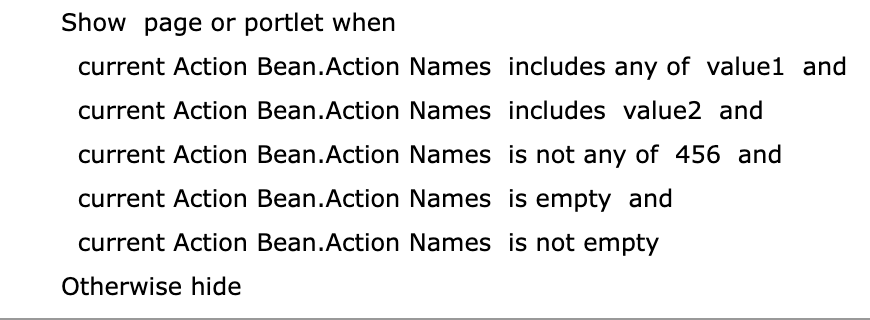 Show page or portlet when
current Action Bean.Action Names includes any of value1 and
current Action Bean.Action Names includes value2 and
current Action Bean.Action Names is not any of 456 and
current Action Bean.Action Names is empty and
current Action Bean.Action Names is not empty
Otherwise hide